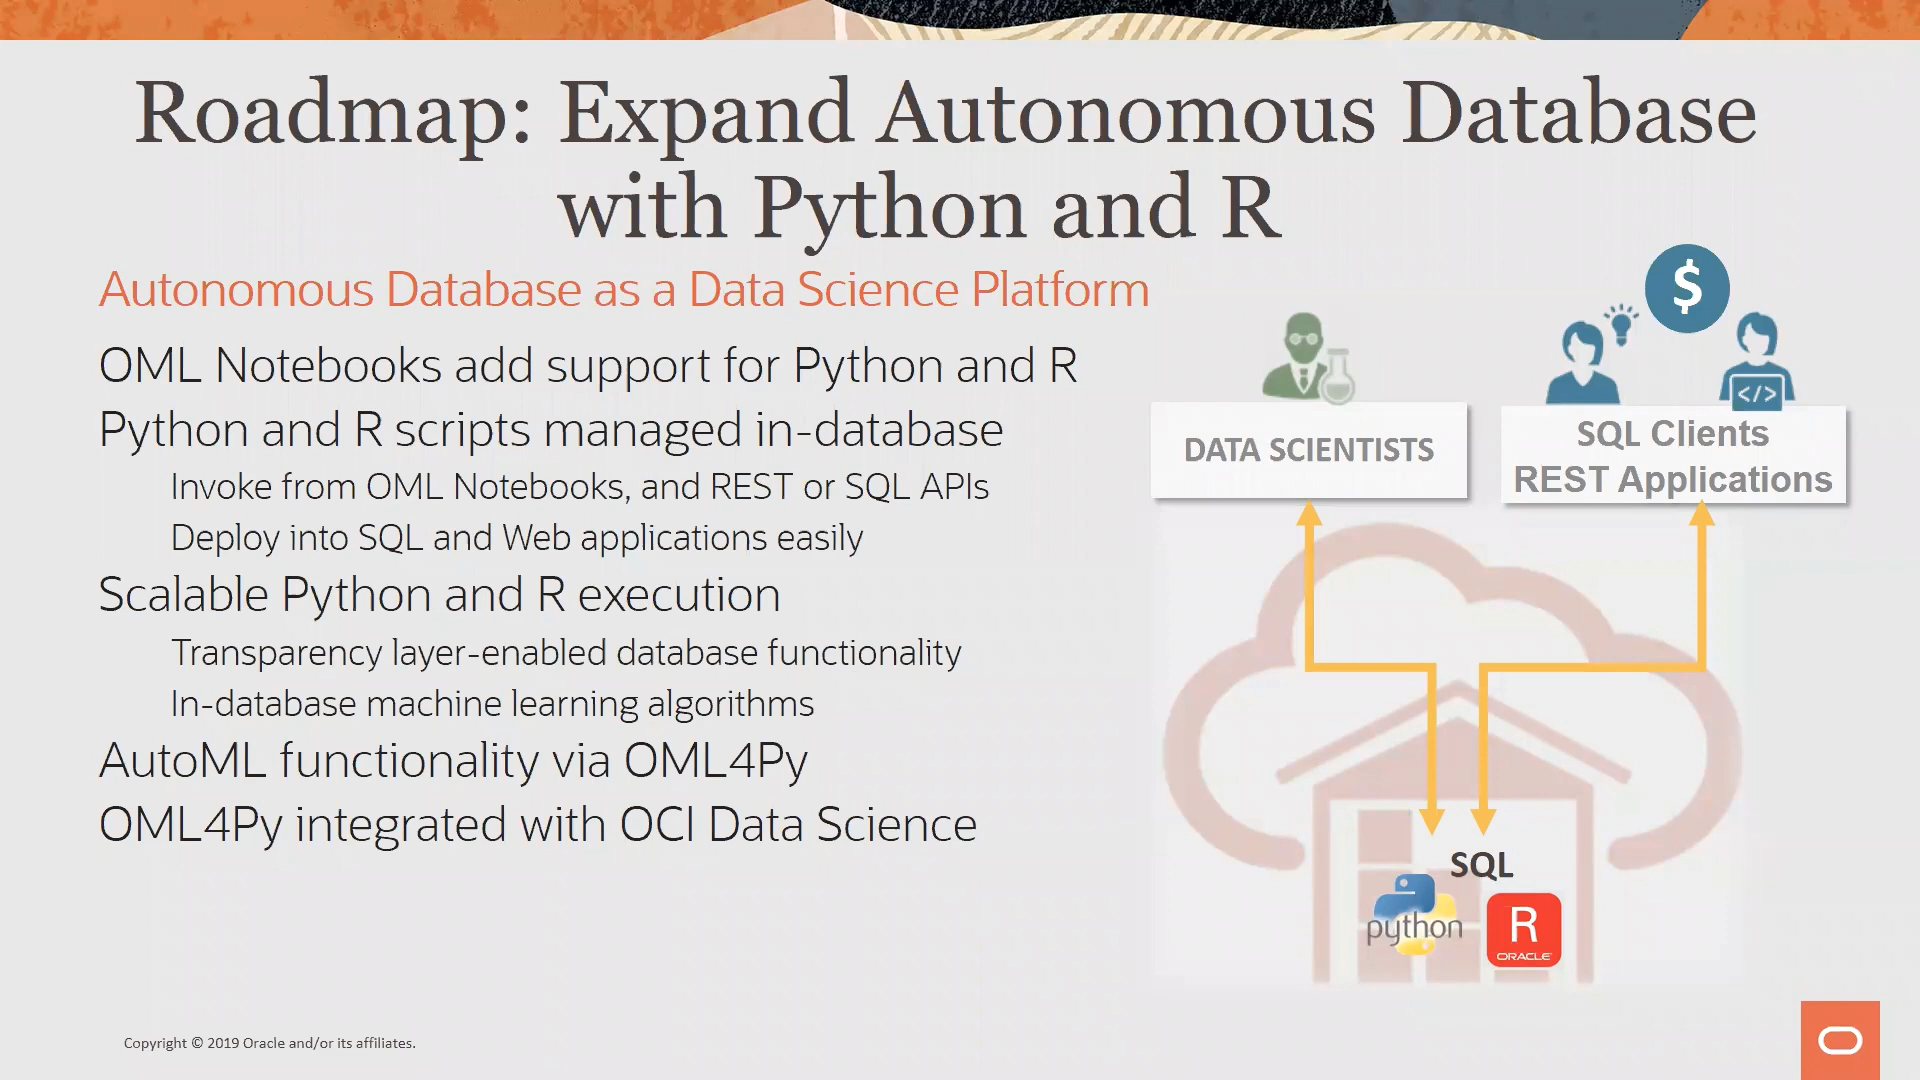 Roadmap: Expand Autonomous Database
with Python and R
Autonomous Database as a Data Science Platform
OML Notebooks add support for Python and R
Python and R scripts managed in-database
Invoke from OML Notebooks, and REST or SQL APIs
Deploy into SQL and Web applications easily
Scalable Python and R execution
Transparency layer-enabled database functionality
In-database machine learning algorithms
AutoML functionality via OML4Py
OML4Py integrated with OCI Data Science
$
</>
DATA SCIENTISTS
SQL Clients
REST Applications
SQL
python
R
ORACLE
Copyright © 2019 Oracle and/or its affiliates.